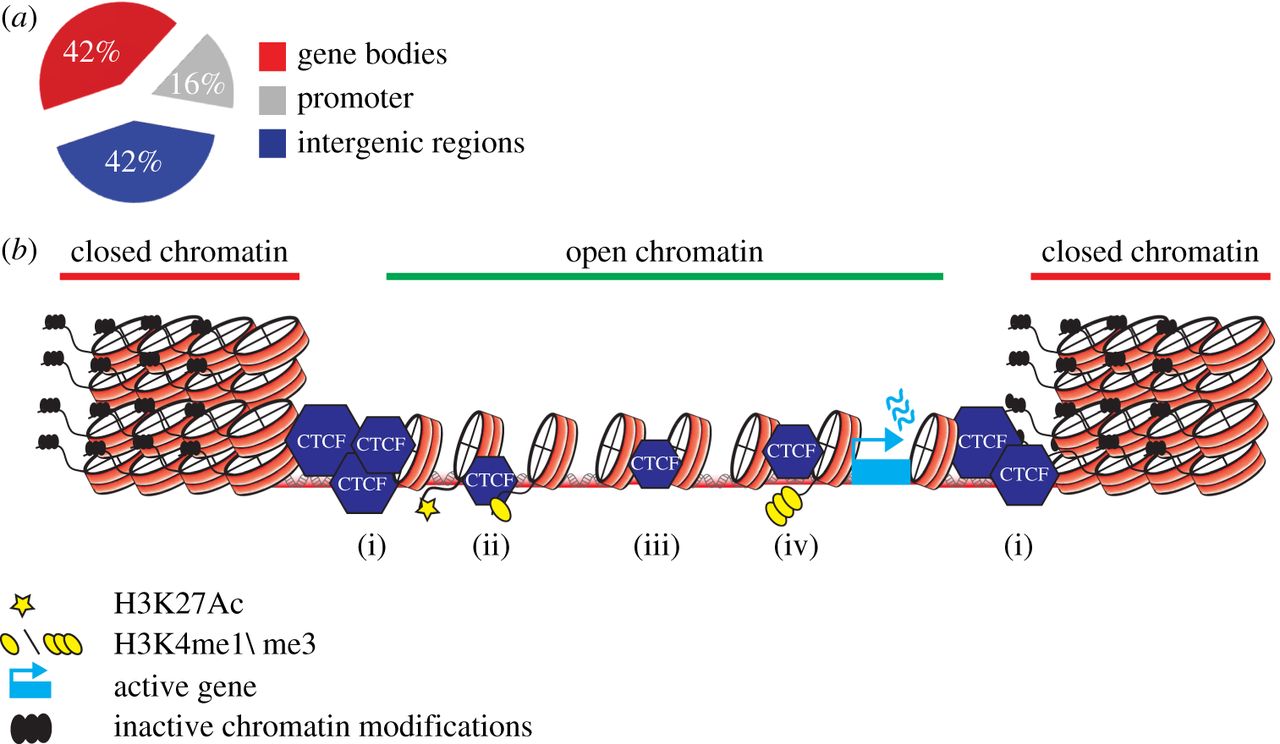 (a)
42%
16%
42%
gene bodies
promoter
intergenic regions
(b)
closed chromatin
open chromatin
closed chromatin
CTCF
CTCF
CTCF
CTCF
CTCF
CTCF
CTCF
CTCF
(i)
(ii)
(iii)
(iv)
(i)
H3K27Ac
H3K4me1\ me3
active gene
inactive chromatin modifications